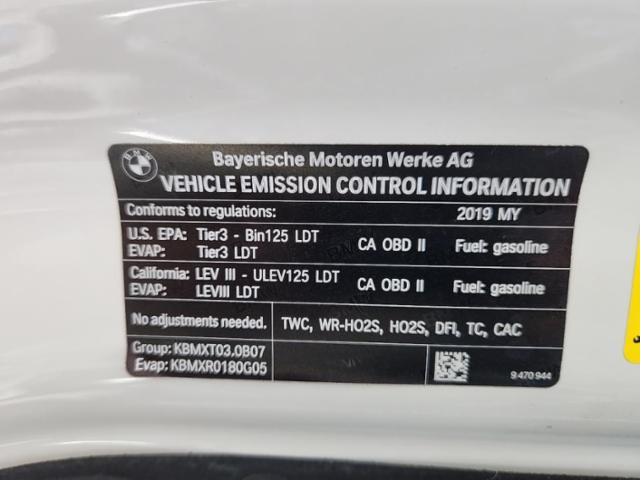 BMW
Bayerische Motoren Werke AG
VEHICLE EMISSION CONTROL INFORMATION
Conforms to regulations: 2019 MY
U.S. EPA: Tier3 - Bin125 LDT CA OBD II Fuel: gasoline
EVAP: Tier3 LDT
California: LEV III - ULEV125 LDT CA OBD II Fuel: gasoline
EVAP: LEVIII LDT
No adjustments needed. TWC, WR-HO2S, HO2S, DFI, TC, CAC
Group: KBMXT03.0B07
Evap: KBMXR0180G05
9 470 944